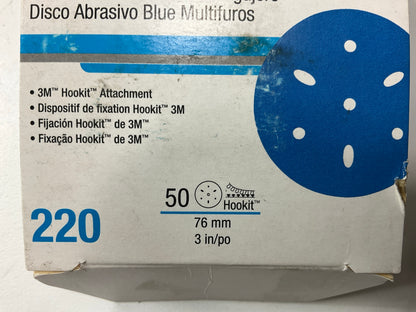 Disco Abrasivo Blue Multifuros
• 3M™ Hookit™ Attachment
• Dispositif de fixation Hookit™ 3M
• Fijación Hookit™ de 3M™
• Fixação Hookit™ de 3M™
50 Hookit™
76 mm
3 in/po
220